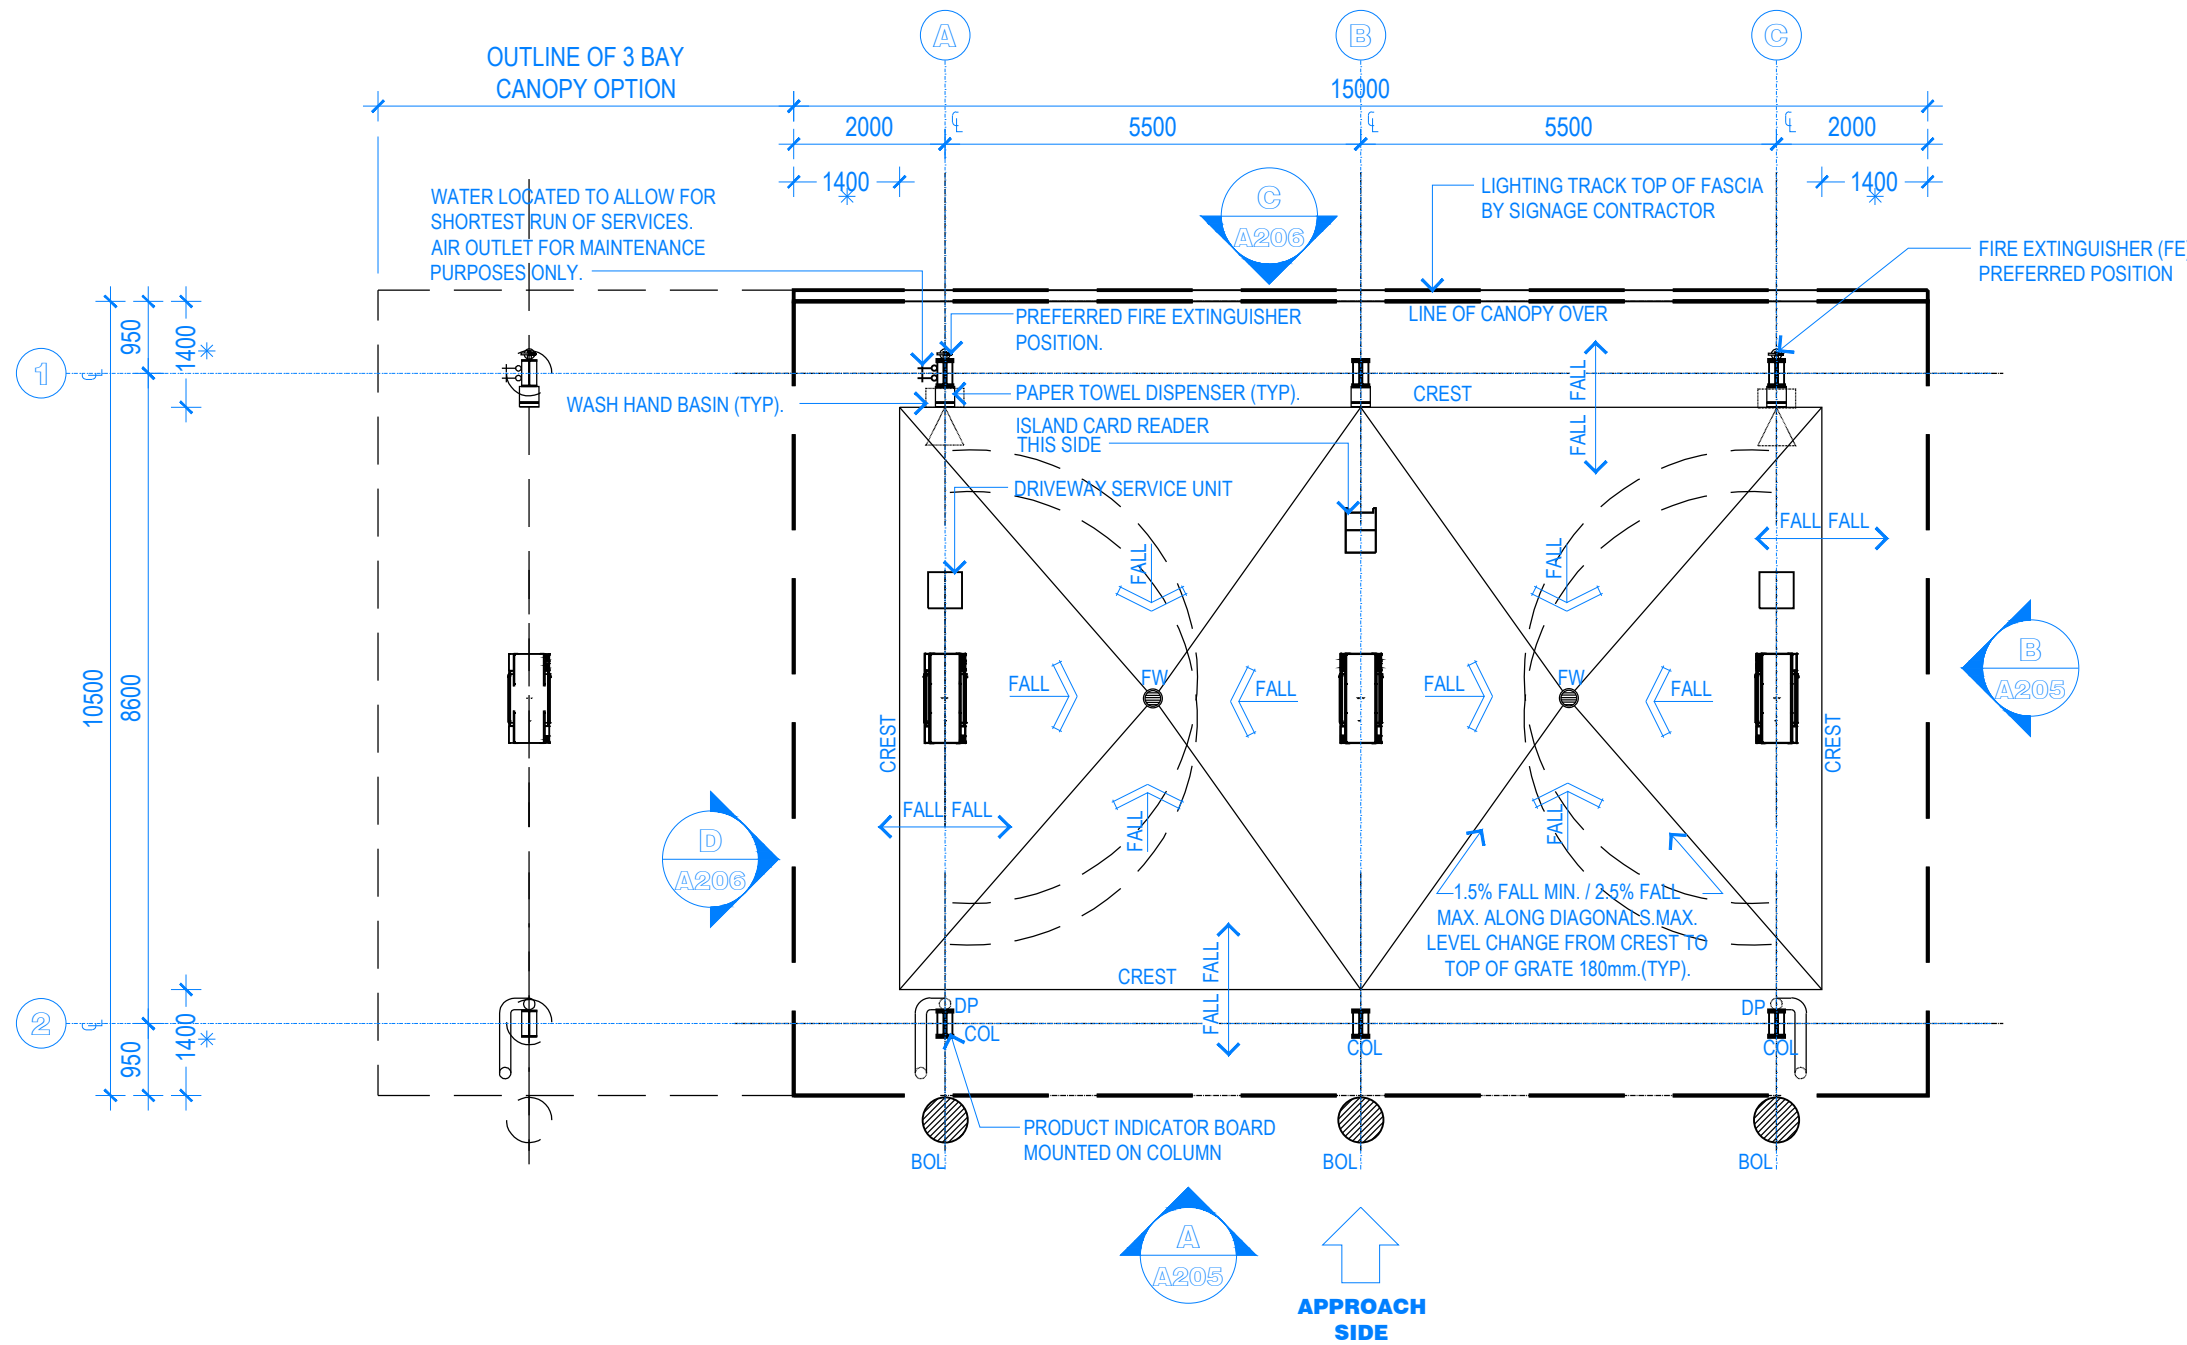 A
B
C
OUTLINE OF 3 BAY
CANOPY OPTION
15000
2000
5500
5500
2000
1400
1400
WATER LOCATED TO ALLOW FOR
SHORTEST RUN OF SERVICES.
AIR OUTLET FOR MAINTENANCE
PURPOSES ONLY.
C
A206
LIGHTING TRACK TOP OF FASCIA
BY SIGNAGE CONTRACTOR
FIRE EXTINGUISHER (FE)
PREFERRED POSITION
PREFERRED FIRE EXTINGUISHER
POSITION.
LINE OF CANOPY OVER
950
1400
1
WASH HAND BASIN (TYP).
PAPER TOWEL DISPENSER (TYP).
CREST
FALL FALL
ISLAND CARD READER
THIS SIDE
DRIVEWAY SERVICE UNIT
FALL FALL
FALL
FALL
10500
8600
FALL
FW
FALL
FALL
FW
FALL
B
A205
CREST
CREST
FALL FALL
FALL
FALL
D
A206
1.5% FALL MIN. / 2.5% FALL
MAX. ALONG DIAGONALS.MAX.
LEVEL CHANGE FROM CREST TO
TOP OF GRATE 180mm.(TYP).
CREST
FALL FALL
2
950
1400
DP
COL
COL
DP
COL
PRODUCT INDICATOR BOARD
MOUNTED ON COLUMN
BOL
BOL
BOL
A
A205
APPROACH
SIDE